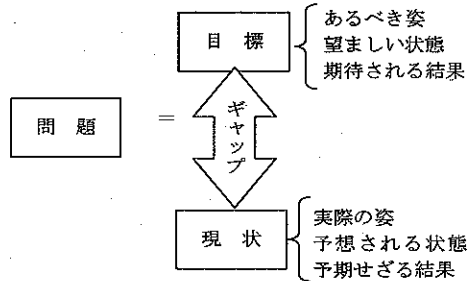 目標
あるべき姿
望ましい状態
期待される結果
問題
=
ギャップ
現状
実際の姿
予想される状態
予期せざる結果